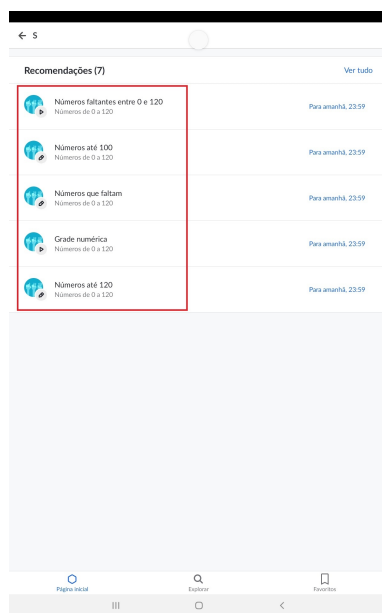 S
Recomendações (7)
Ver tudo
Números faltantes entre 0 e 120
Números de 0 a 120
Para amanhã, 23:59
Números até 100
Números de 0 a 120
Para amanhã, 23:59
Números que faltam
Números de 0 a 120
Para amanhã, 23:59
Grade numérica
Números de 0 a 120
Para amanhã, 23:59
Números até 120
Números de 0 a 120
Para amanhã, 23:59
Página inicial
Explorar
Favoritos